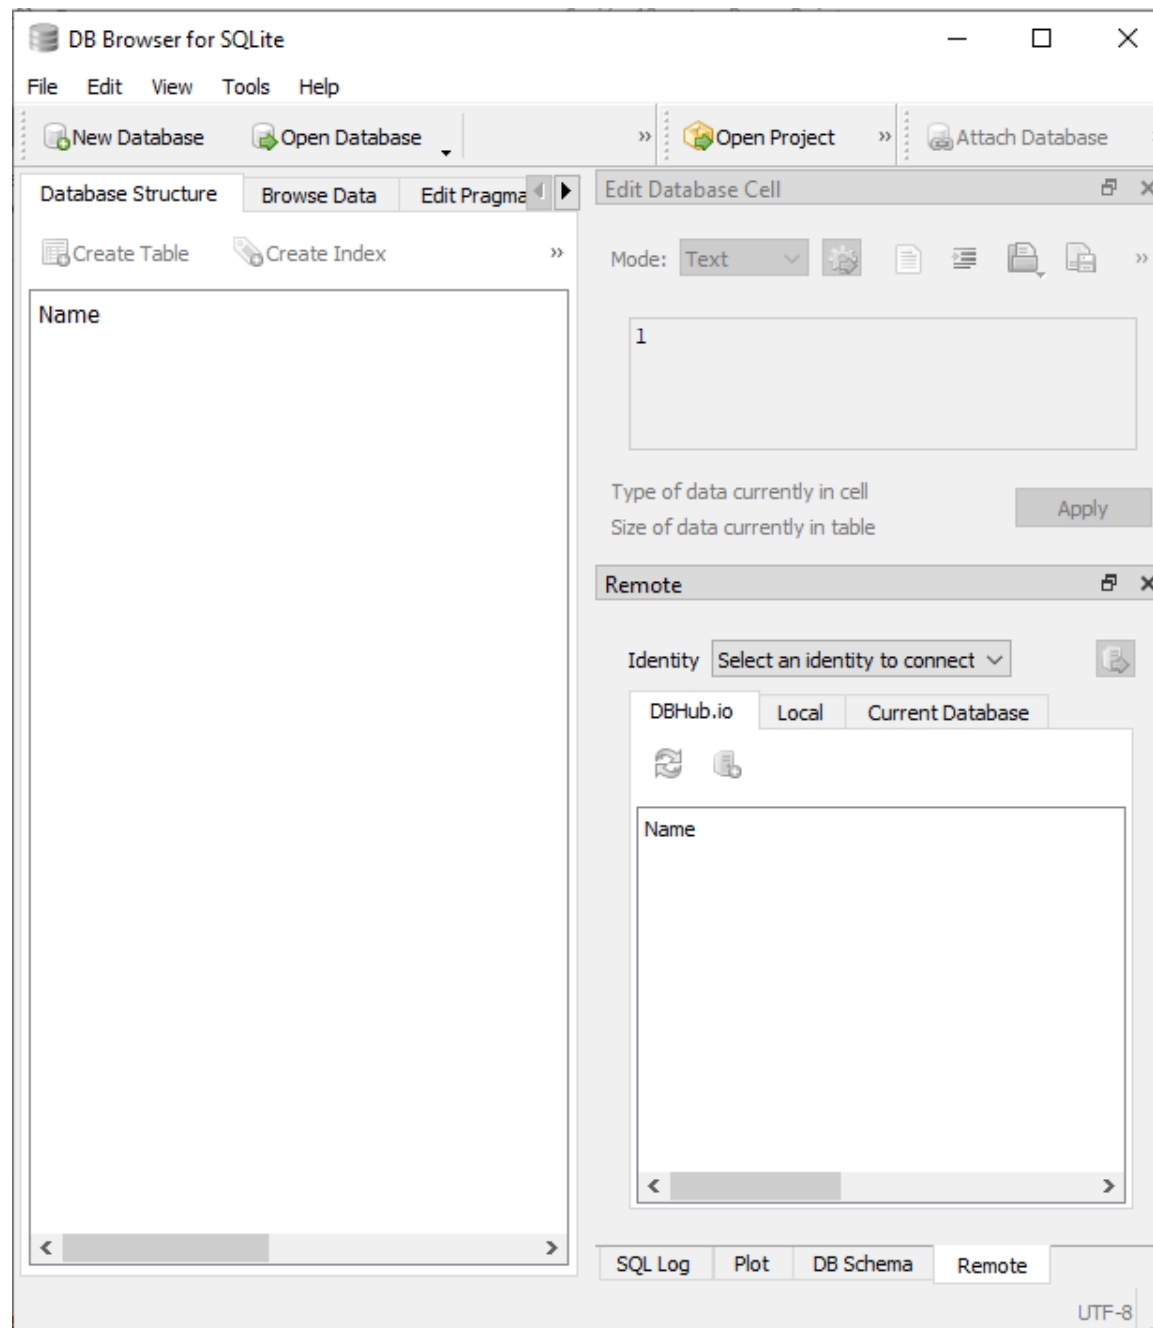 DB Browser for SQLite
File Edit View Tools Help
New Database Open Database » Open Project » Attach Database
Database Structure Browse Data Edit Pragma
Create Table Create Index »
Name
Edit Database Cell
Mode: Text »
1
Type of data currently in cell
Size of data currently in table
Apply
Remote
Identity Select an identity to connect
DBHub.io Local Current Database
Name
SQL Log Plot DB Schema Remote
UTF-8